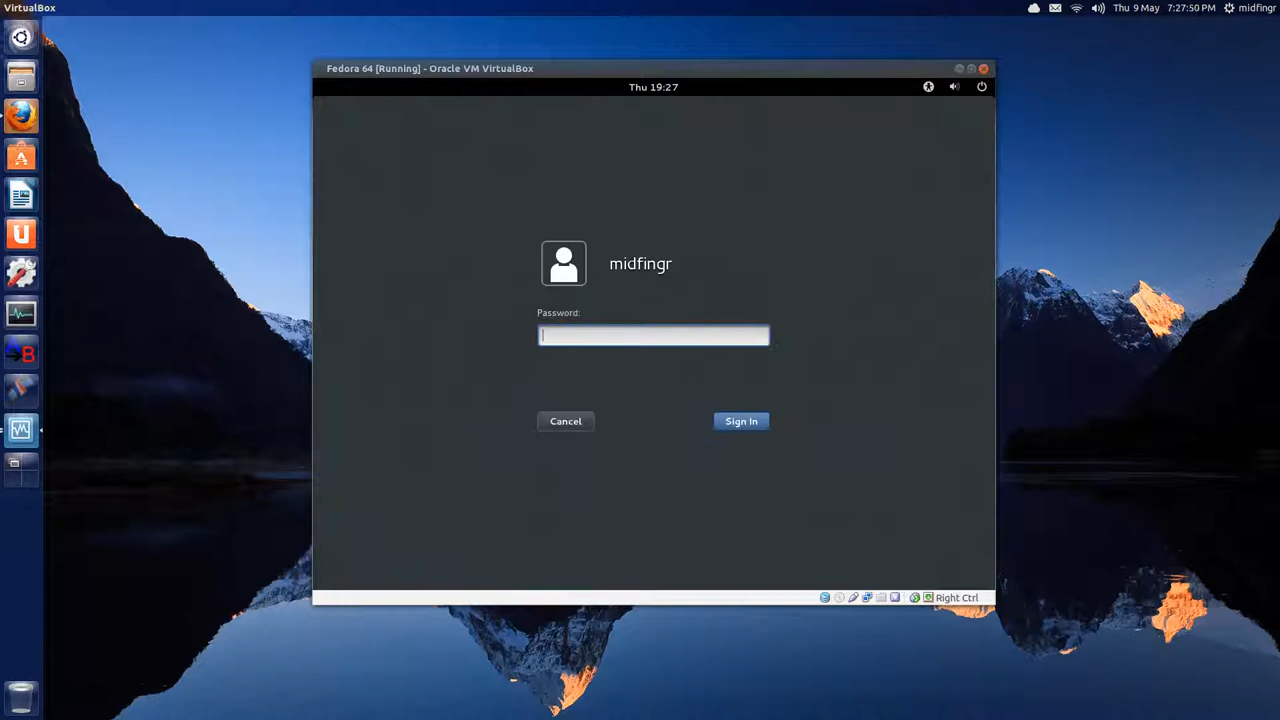 VirtualBox
Thu 9 May 7:27:50 PM midfingr
Fedora 64 [Running] - Oracle VM VirtualBox
Thu 19:27
midfingr
Password:
Cancel
Sign In
Right Ctrl